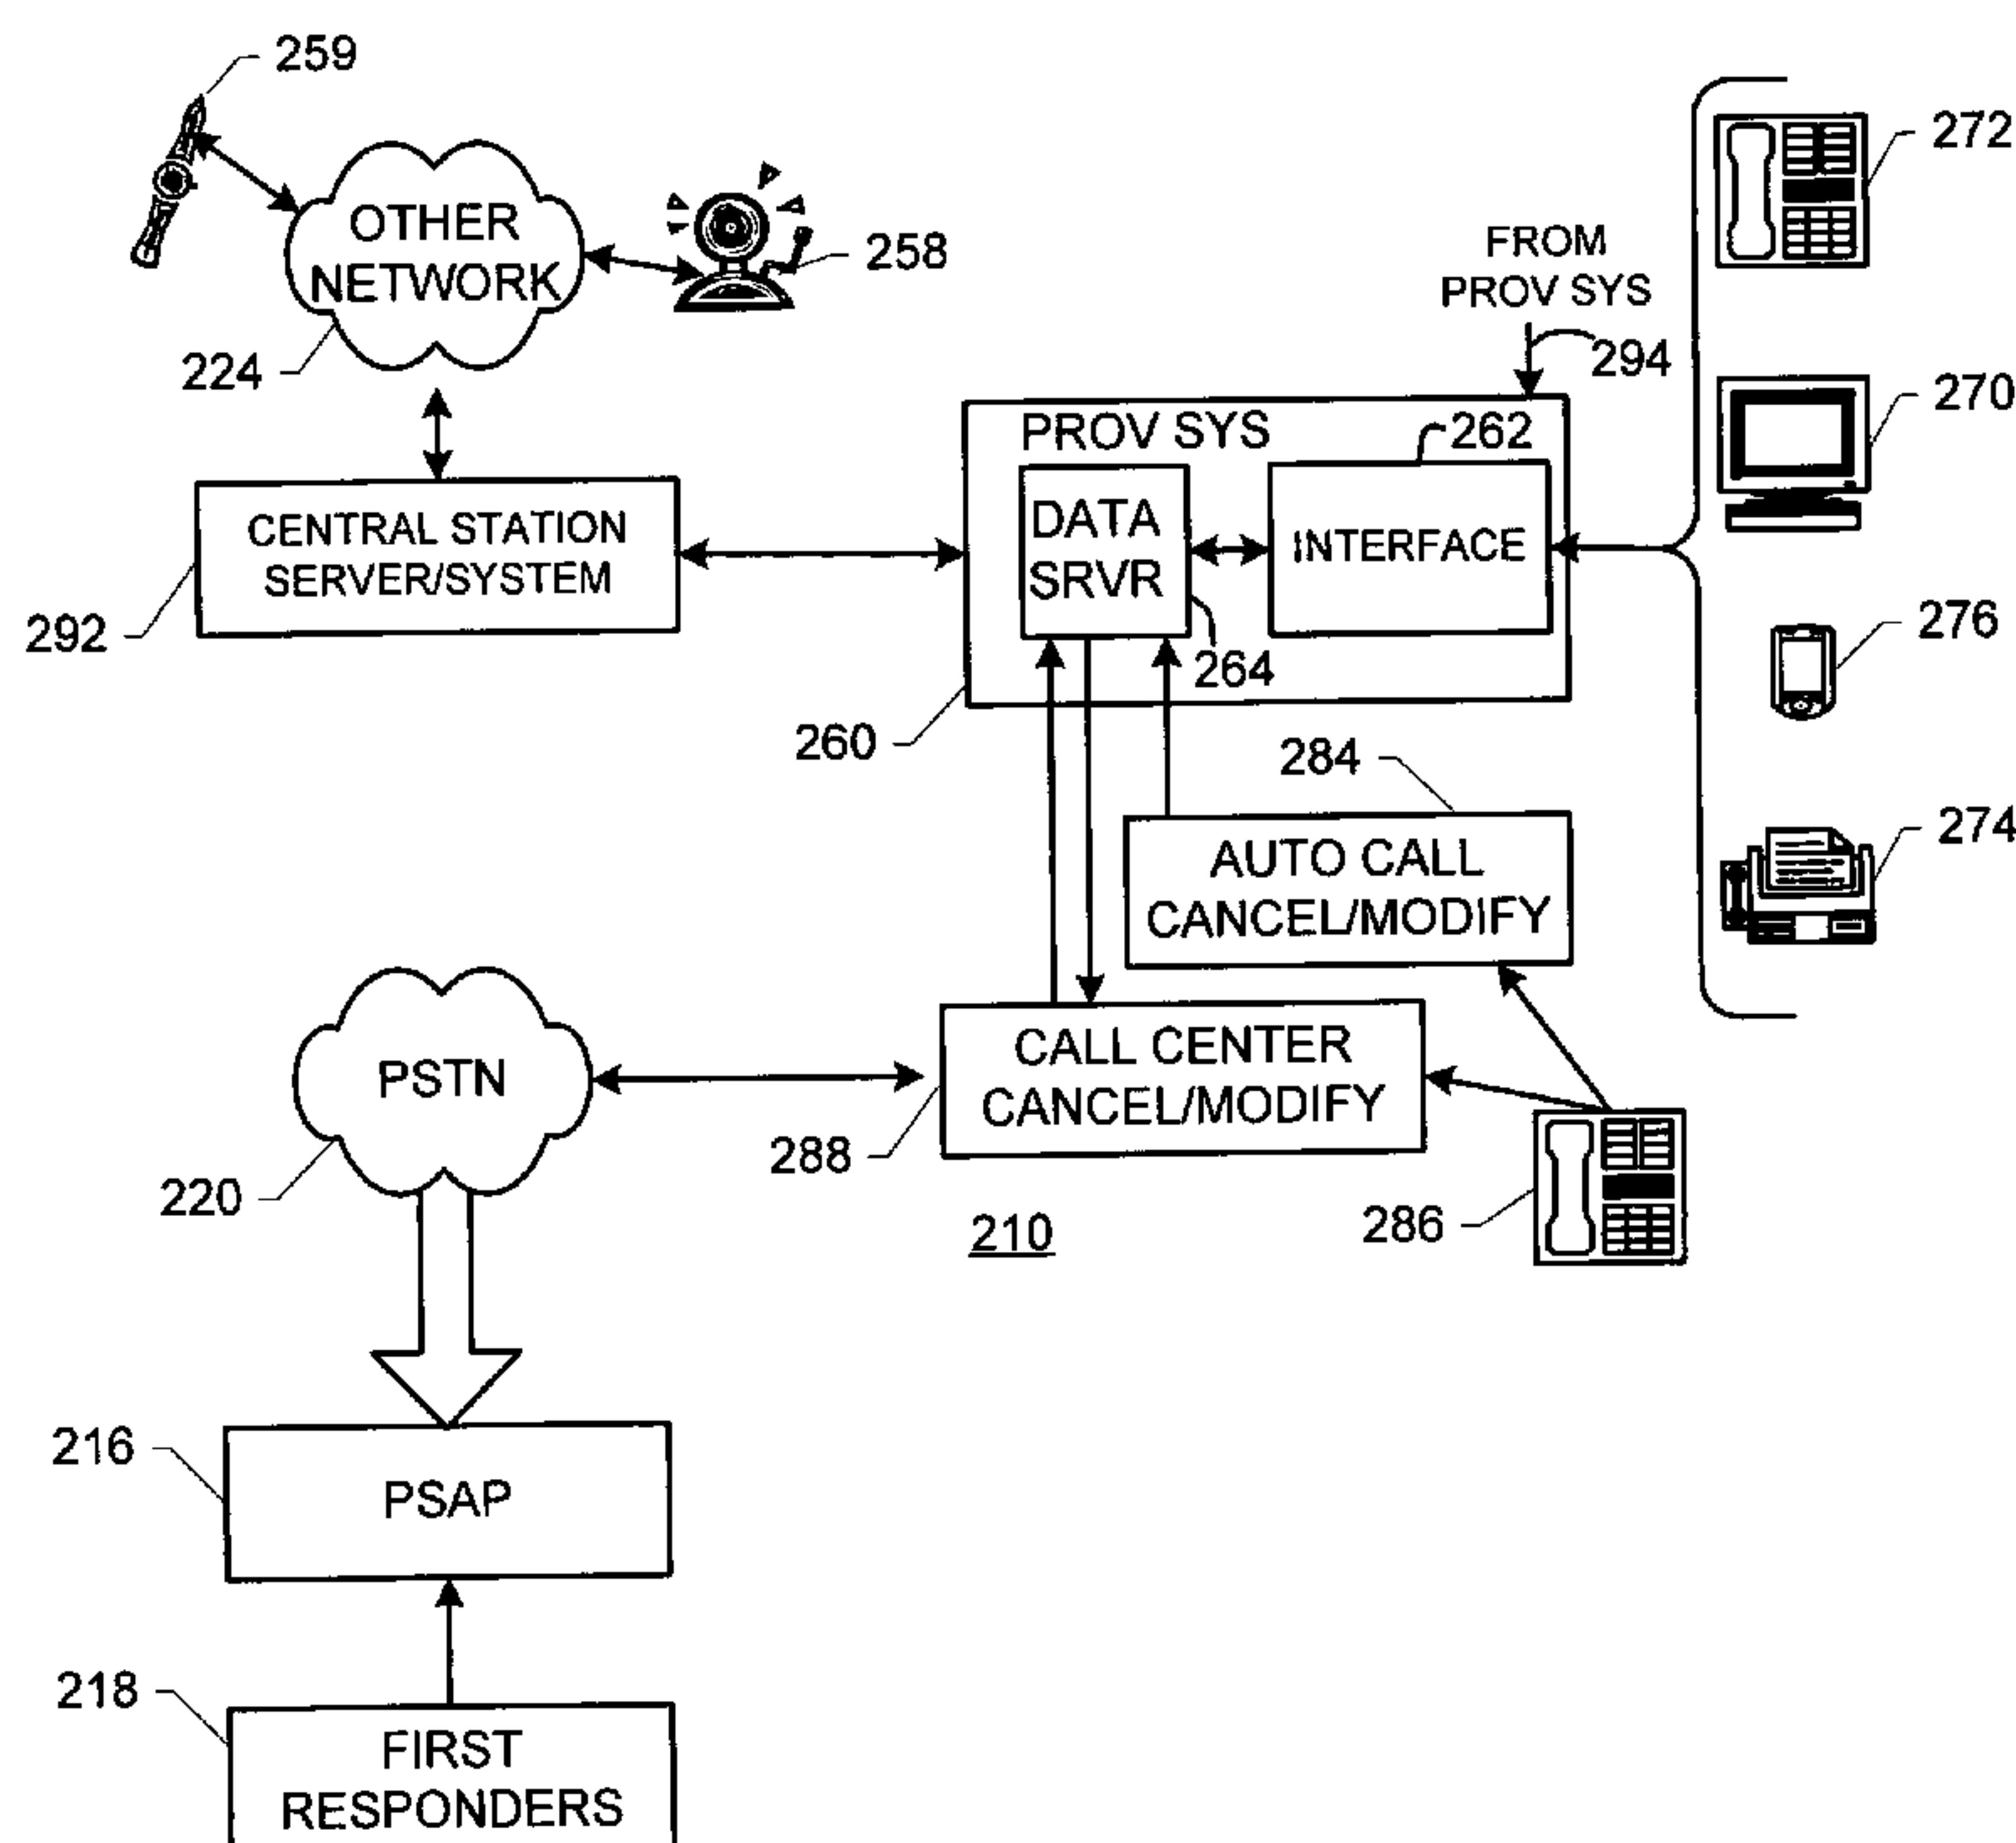 259
272
OTHER
NETWORK
258
FROM
PROV SYS
224
294
270
PROV SYS
262
CENTRAL STATION
SERVER/SYSTEM
DATA
SRVR
INTERFACE
292
264
276
260
284
274
AUTO CALL
CANCEL/MODIFY
PSTN
CALL CENTER
CANCEL/MODIFY
288
220
210
286
216
PSAP
218
FIRST
RESPONDERS